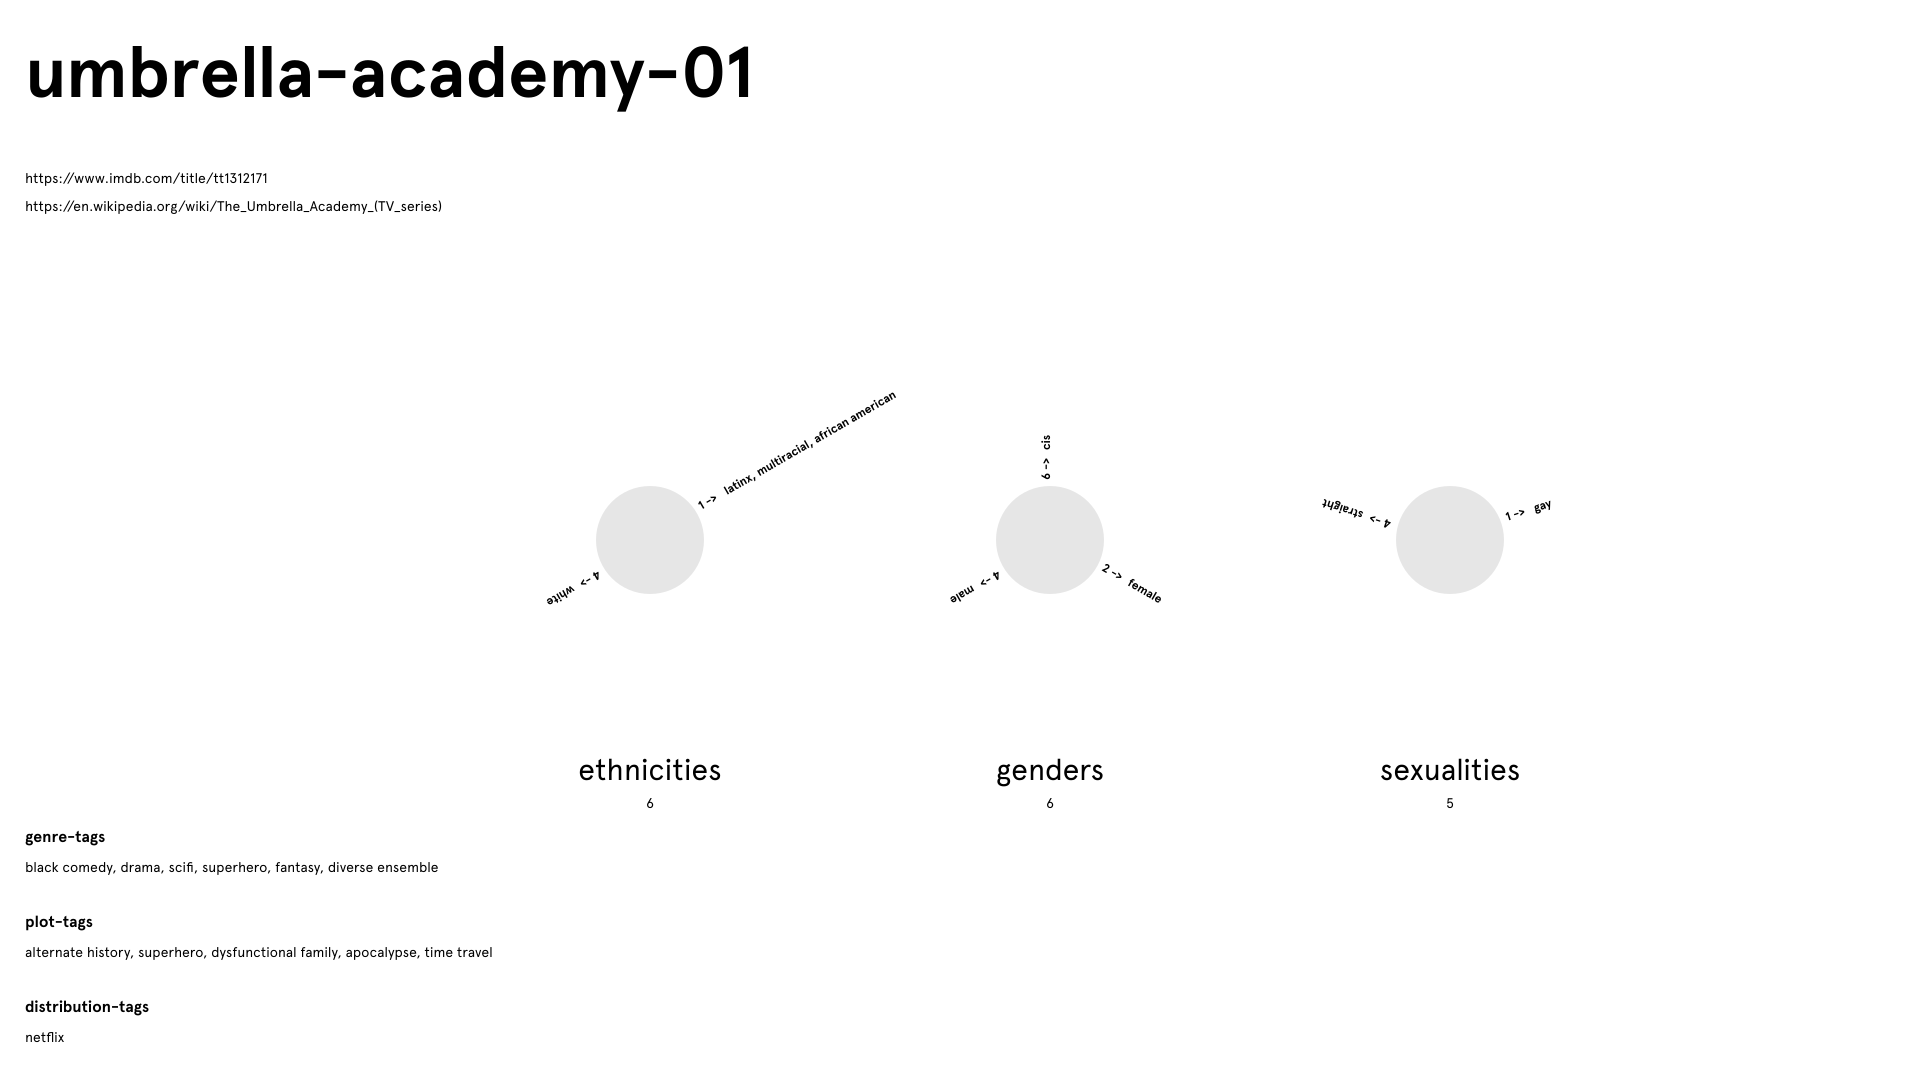 umbrella-academy-01
https://www.imdb.com/title/tt1312171
https://en.wikipedia.org/wiki/The_Umbrella_Academy_(TV_series)
1 -> latinx, multiracial, african american
4 -> white
6 -> cis
2 -> female
4 -> male
1 -> gay
4 -> straight
ethnicities
6
genders
6
sexualities
5
genre-tags
black comedy, drama, scifi, superhero, fantasy, diverse ensemble
plot-tags
alternate history, superhero, dysfunctional family, apocalypse, time travel
distribution-tags
netflix